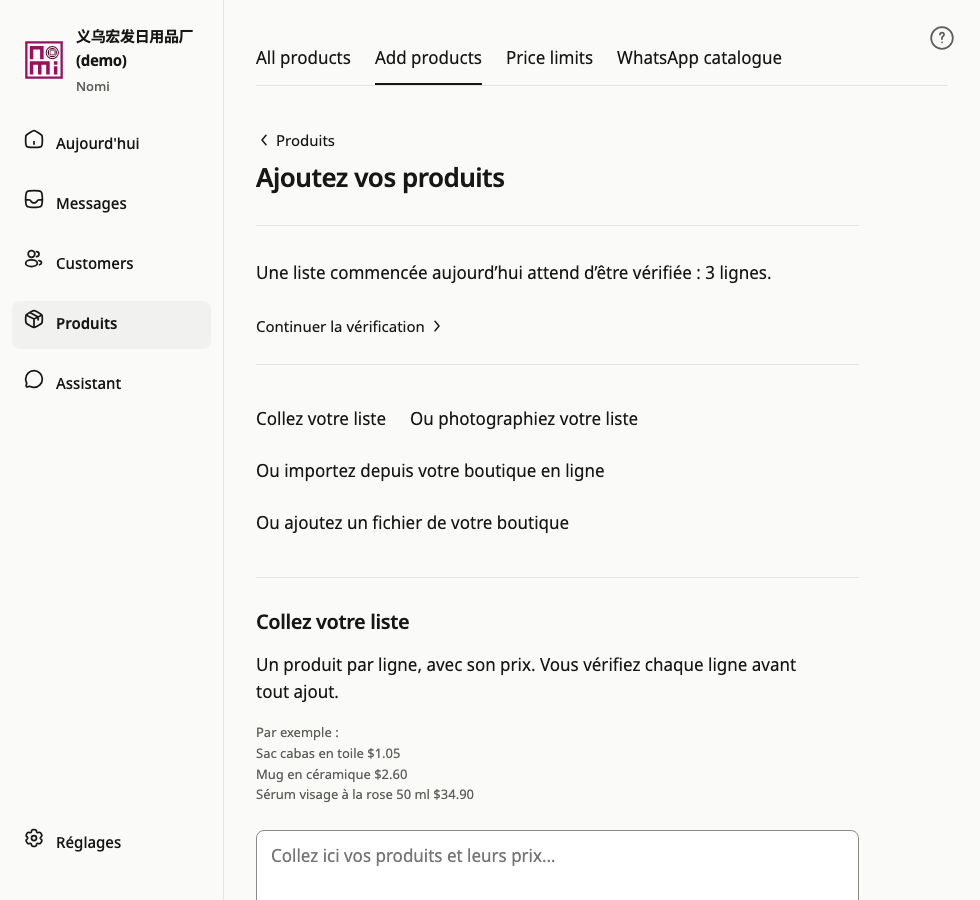 义乌宏发日用品厂
(demo)
Nomi
Aujourd'hui
Messages
Customers
Produits
Assistant
Réglages
All products
Add products
Price limits
WhatsApp catalogue
?
Produits
Ajoutez vos produits
Une liste commencée aujourd’hui attend d’être vérifiée : 3 lignes.
Continuer la vérification
Collez votre liste
Ou photographiez votre liste
Ou importez depuis votre boutique en ligne
Ou ajoutez un fichier de votre boutique
Collez votre liste
Un produit par ligne, avec son prix. Vous vérifiez chaque ligne avant
tout ajout.
Par exemple :
Sac cabas en toile $1.05
Mug en céramique $2.60
Sérum visage à la rose 50 ml $34.90
Collez ici vos produits et leurs prix…